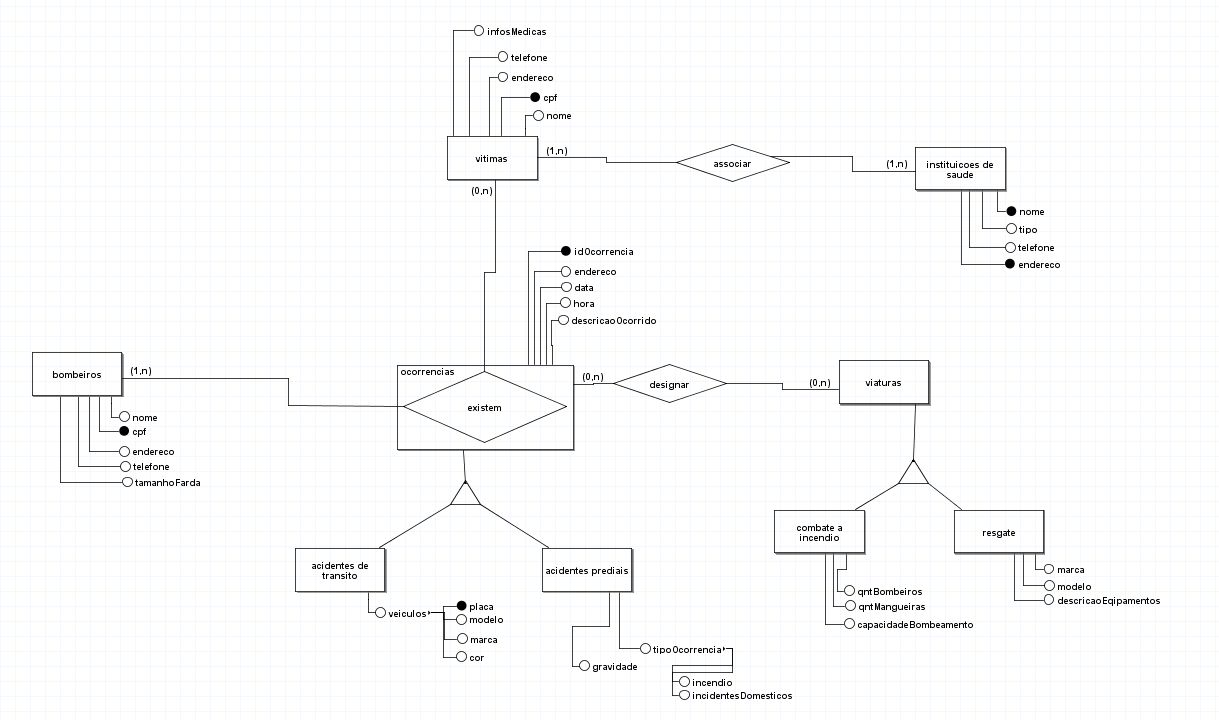 infosMedicas
telefone
endereco
cpf
nome
vitimas
(1,n)
associar
(1,n)
instituicoes de
saude
(0,n)
nome
tipo
telefone
endereco
idOcorrencia
endereco
data
hora
descricaoOcorrido
bombeiros
(1,n)
ocorrencias
existem
(0,n)
designar
(0,n)
viaturas
nome
cpf
endereco
telefone
tamanhoFarda
combate a
incendio
resgate
acidentes de
transito
acidentes prediais
marca
modelo
descricaoEqipamentos
qntBombeiros
qntMangueiras
capacidadeBombeamento
veiculos
placa
modelo
marca
cor
tipoOcorrencia
gravidade
incendio
incidentesDomesticos